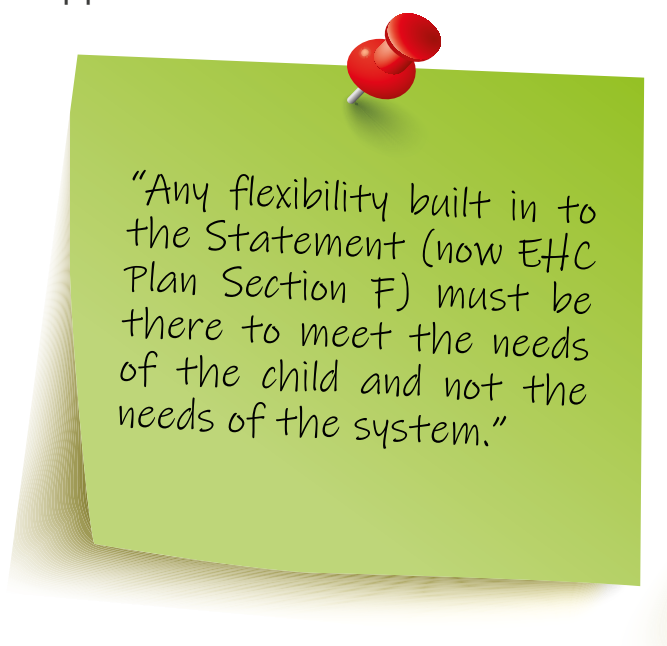 “Any flexibility built in to
the Statement (now EHC
Plan Section F) must be
there to meet the needs
of the child and not the
needs of the system.”